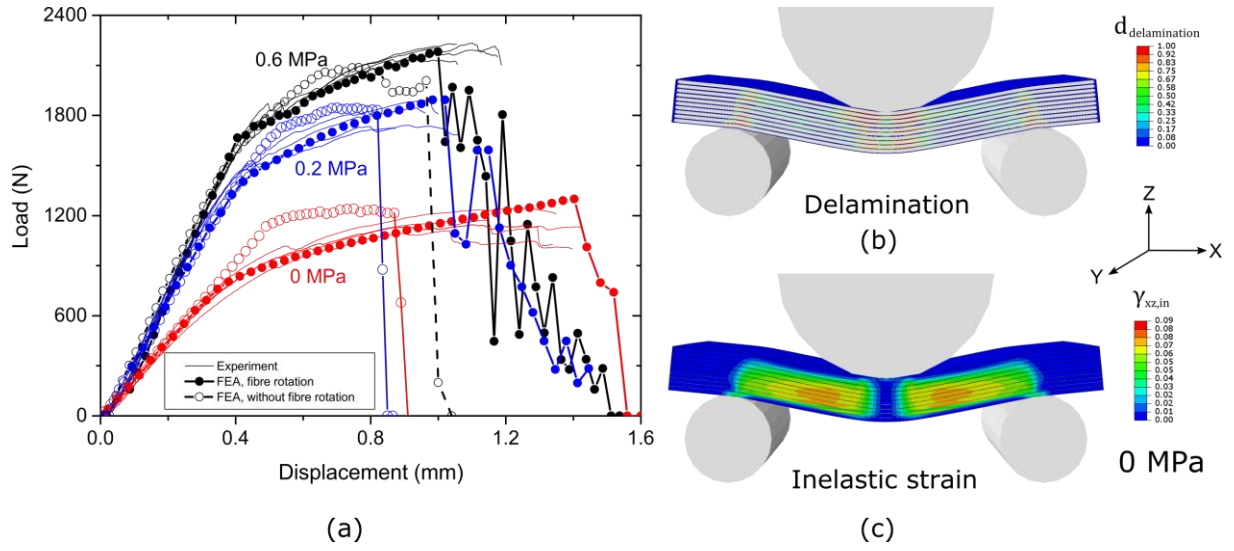 2400
1800
1200
600
0
Load (N)
0.0
0.4
0.8
1.2
1.6
Displacement (mm)
0.6 MPa
0.2 MPa
0 MPa
Experiment
FEA, fibre rotation
FEA, without fibre rotation
(a)
d delamination
1.00
0.92
0.83
0.75
0.67
0.58
0.50
0.42
0.33
0.25
0.17
0.08
0.00
Delamination
(b)
Z
X
Y
γxz,in
0.09
0.08
0.08
0.07
0.06
0.05
0.05
0.04
0.03
0.02
0.02
0.01
0.00
Inelastic strain
0 MPa
(c)